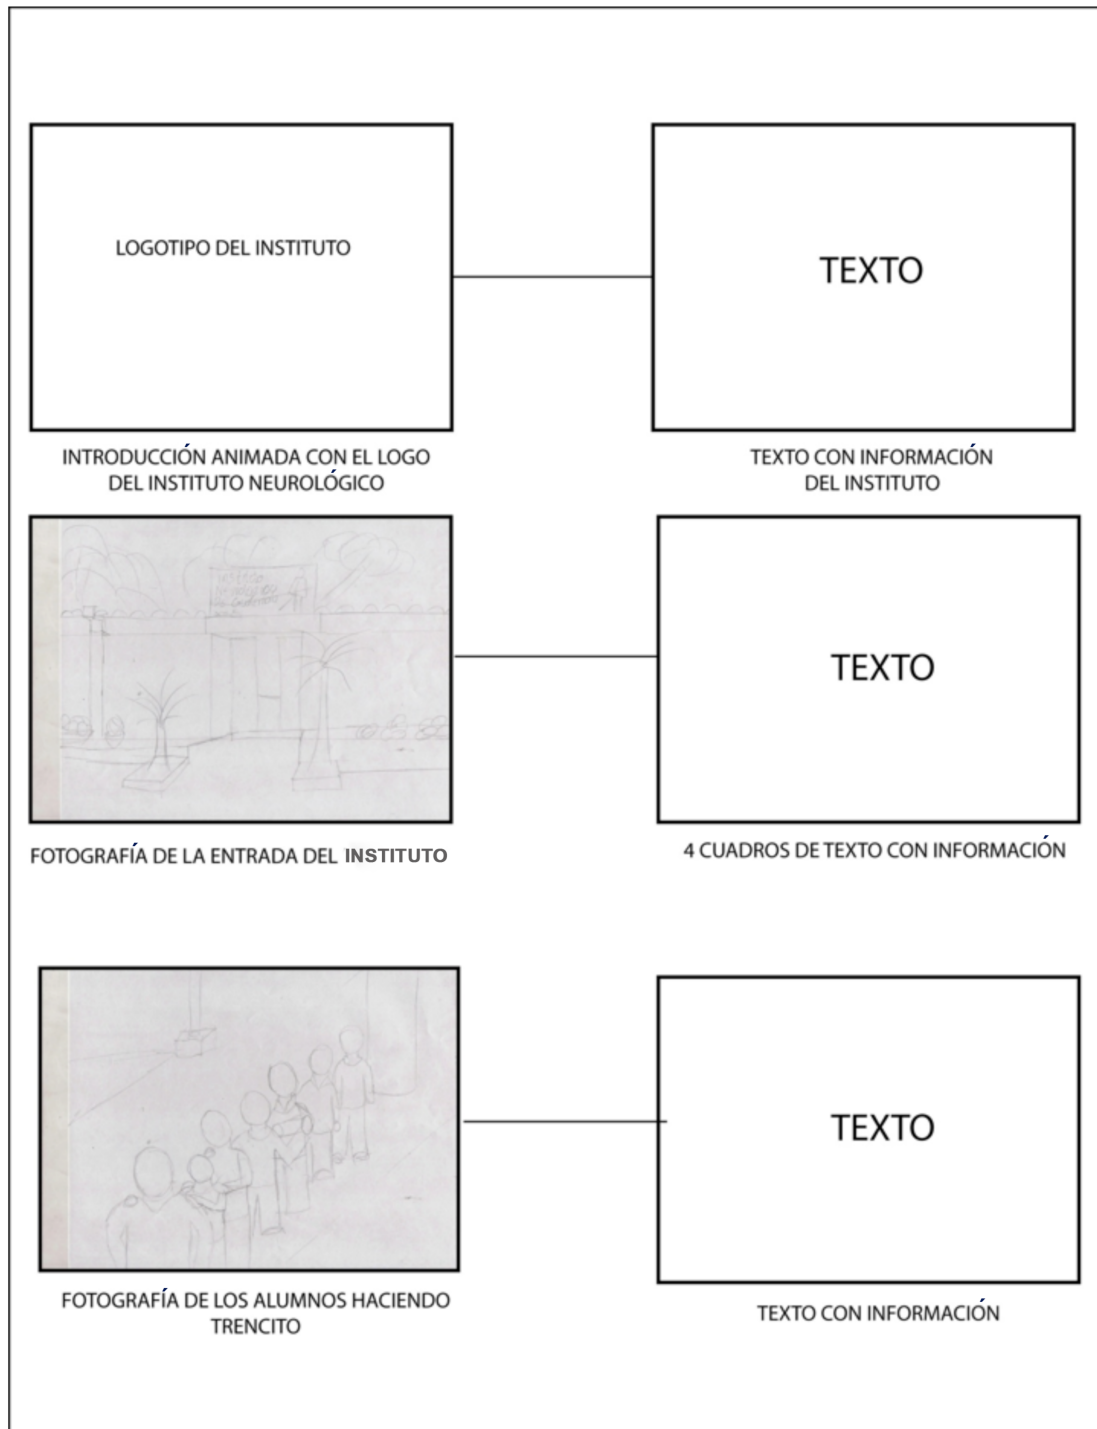 LOGOTIPO DEL INSTITUTO
TEXTO
INTRODUCCIÓN ANIMADA CON EL LOGO
DEL INSTITUTO NEUROLÓGICO
TEXTO CON INFORMACIÓN
DEL INSTITUTO
TEXTO
FOTOGRAFÍA DE LA ENTRADA DEL INSTITUTO
4 CUADROS DE TEXTO CON INFORMACIÓN
TEXTO
FOTOGRAFÍA DE LOS ALUMNOS HACIENDO
TRENCITO
TEXTO CON INFORMACIÓN